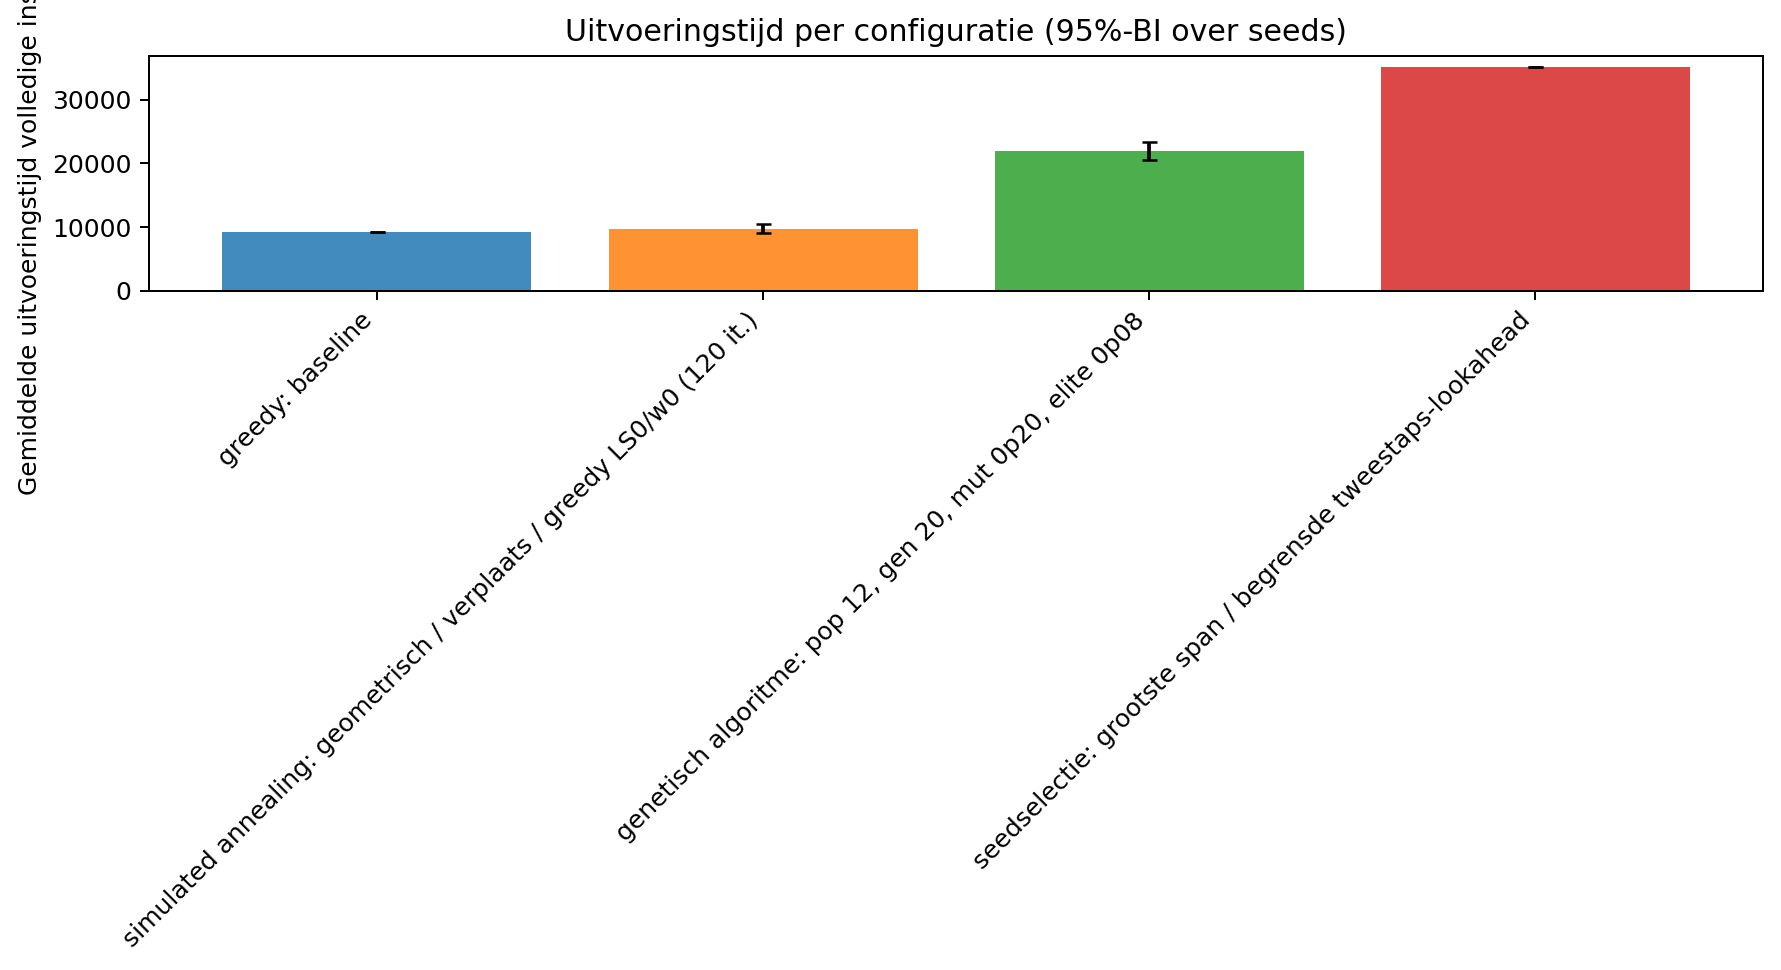 Uitvoeringstijd per configuratie (95%-BI over seeds)
Gemiddelde uitvoeringstijd volledige
30000
20000
10000
0
greedy: baseline
simulated annealing: geometrisch / verplaats / greedy LS0/w0 (120 it.)
genetisch algoritme: pop 12, gen 20, mut 0p20, elite 0p08
seedselectie: grootste span / begrensde tweestaps-lookahead